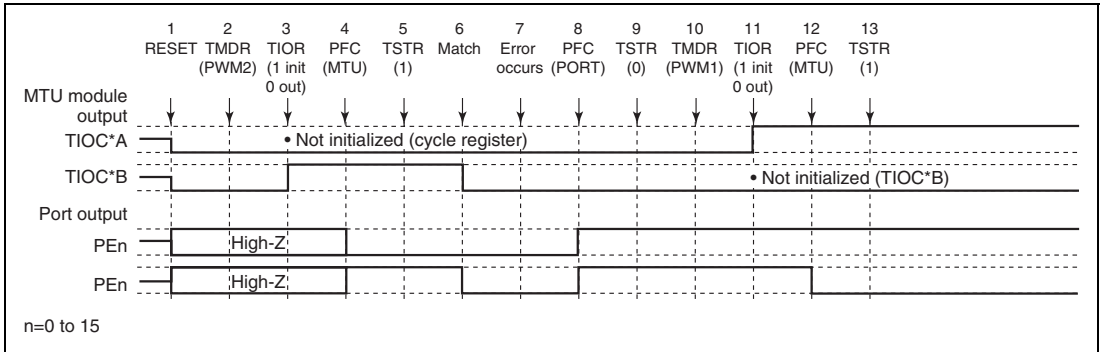 1 2 3 4 5 6 7 8 9 10 11 12 13
RESET TMDR TIOR PFC TSTR Match Error PFC TSTR TMDR TIOR PFC TSTR
(PWM2) (1 init (MTU) (1) occurs (PORT) (0) (PWM1) (1 init (MTU) (1)
0 out) 0 out)
MTU module
output
TIOC*A • Not initialized (cycle register)
TIOC*B • Not initialized (TIOC*B)
Port output
PEn High-Z
PEn High-Z
n=0 to 15